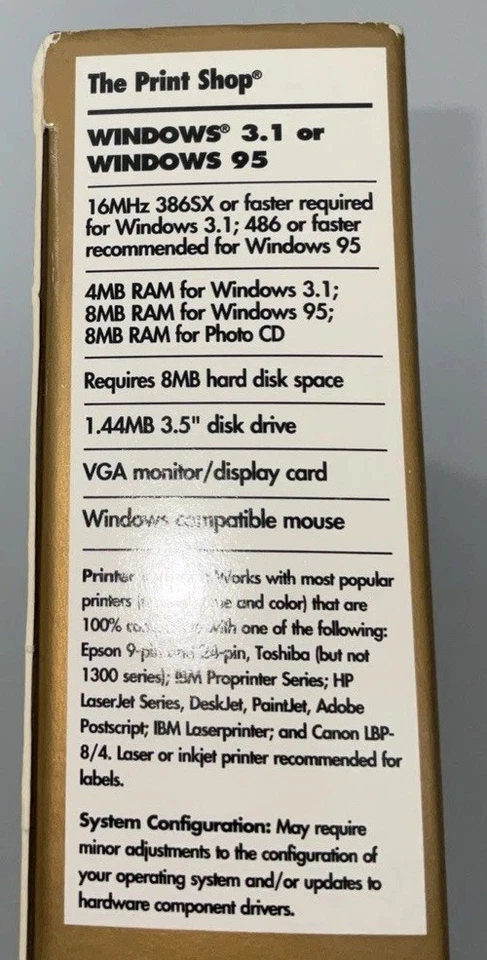 The Print Shop®
WINDOWS® 3.1 or
WINDOWS 95
16MHz 386SX or faster required
for Windows 3.1; 486 or faster
recommended for Windows 95
4MB RAM for Windows 3.1;
8MB RAM for Windows 95;
8MB RAM for Photo CD
Requires 8MB hard disk space
1.44MB 3.5" disk drive
VGA monitor/display card
Windows compatible mouse
Printer Works with most popular
printers and color) that are
100% with one of the following:
Epson 9-pin and 24-pin, Toshiba (but not
1300 series); IBM Proprinter Series; HP
LaserJet Series, DeskJet, PaintJet, Adobe
Postscript; IBM Laserprinter; and Canon LBP-
8/4. Laser or inkjet printer recommended for
labels.
System Configuration: May require
minor adjustments to the configuration of
your operating system and/or updates to
hardware component drivers.